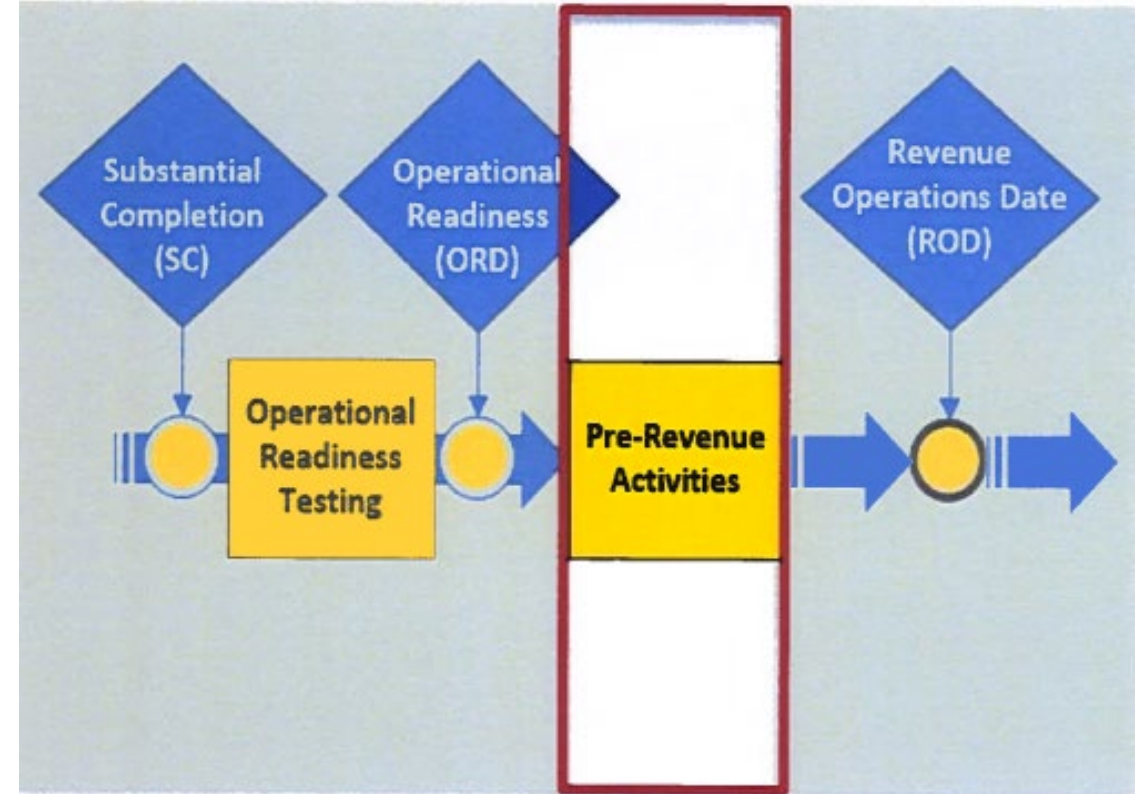 Substantial
Completion
(SC)
Operational
Readiness
(ORD)
Revenue
Operations Date
(ROD)
Operational
Readiness
Testing
Pre-Revenue
Activities